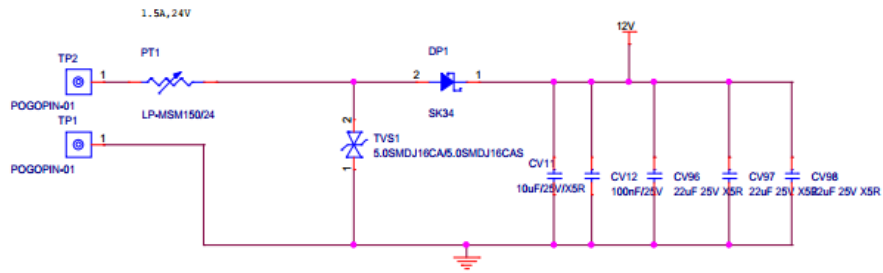 1.5A,24V
12V
PT1
DP1
TP2
1
2
1
POGOPIN-01
LP-MSM150/24
SK34
TP1
1
2
TVS1
5.0SMDJ16CA/5.0SMDJ16CAS
POGOPIN-01
1
CV11
10uF/25V/X5R
CV12
100nF/25V
CV96
22uF 25V X5R
CV97
22uF 25V X5R
CV98
22uF 25V X5R